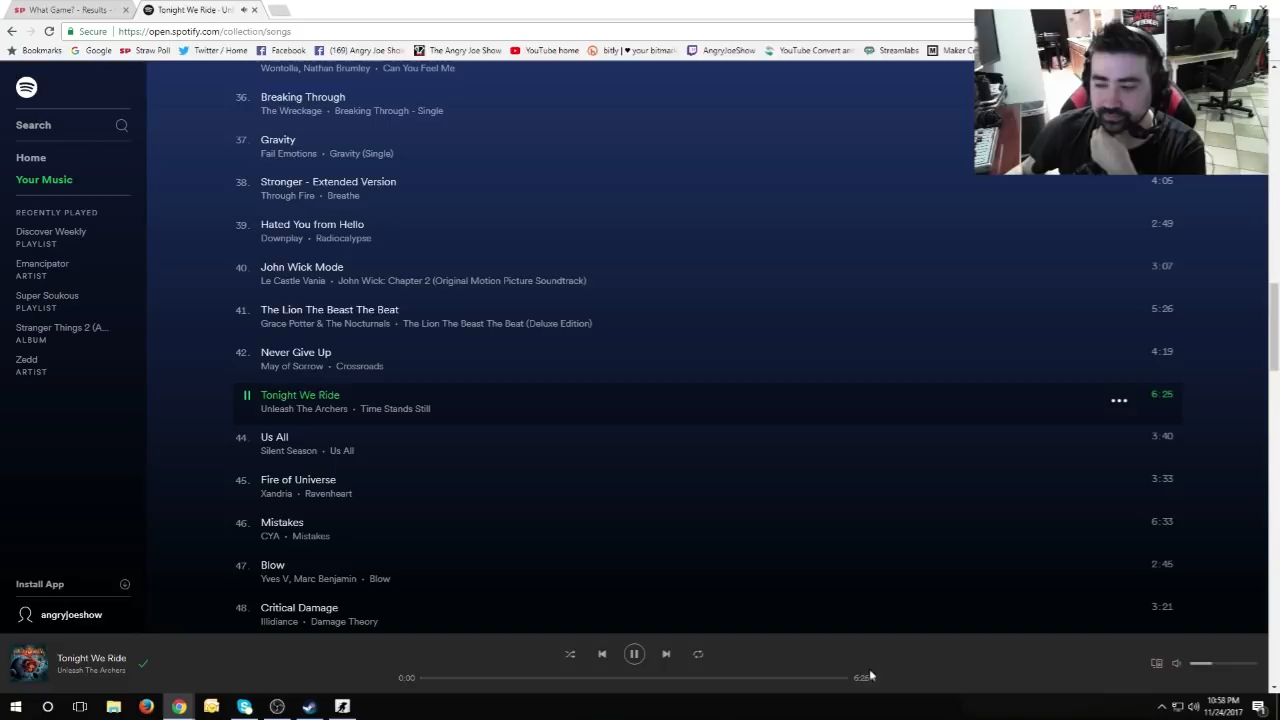 What Game? - Results -
Tonight We Ride - Unl
Secure
https://open.spotify.com/collection/songs
Bookmarks
Google
Straw Poll
Twitter / Home
Facebook
(169) Angry Joe Sho
The Angry Joe Show
YouTube home
bitly | ♥ your bitmark
AngryJoeShow
YouTube Convert and
Streamlabs
Maker Ce
Wontolla, Nathan Brumley • Can You Feel Me
36. Breaking Through
The Wreckage • Breaking Through - Single
Search
37. Gravity
Fail Emotions • Gravity (Single)
Home
Your Music
38. Stronger - Extended Version 4:05
Through Fire • Breathe
RECENTLY PLAYED
Discover Weekly
PLAYLIST
Emancipator
ARTIST
Super Soukous
PLAYLIST
Stranger Things 2 (A...
ALBUM
Zedd
ARTIST
39. Hated You from Hello 2:49
Downplay • Radiocalypse
40. John Wick Mode 3:07
Le Castle Vania • John Wick: Chapter 2 (Original Motion Picture Soundtrack)
41. The Lion The Beast The Beat 5:26
Grace Potter & The Nocturnals • The Lion The Beast The Beat (Deluxe Edition)
42. Never Give Up 4:19
May of Sorrow • Crossroads
Tonight We Ride 6:25
Unleash The Archers • Time Stands Still
44. Us All 3:40
Silent Season • Us All
45. Fire of Universe 3:33
Xandria • Ravenheart
46. Mistakes 6:33
CYA • Mistakes
47. Blow 2:45
Yves V, Marc Benjamin • Blow
48. Critical Damage 3:21
Illidiance • Damage Theory
Install App
angryjoeshow
Tonight We Ride
Unleash The Archers
0:00
10:58 PM
11/24/2017